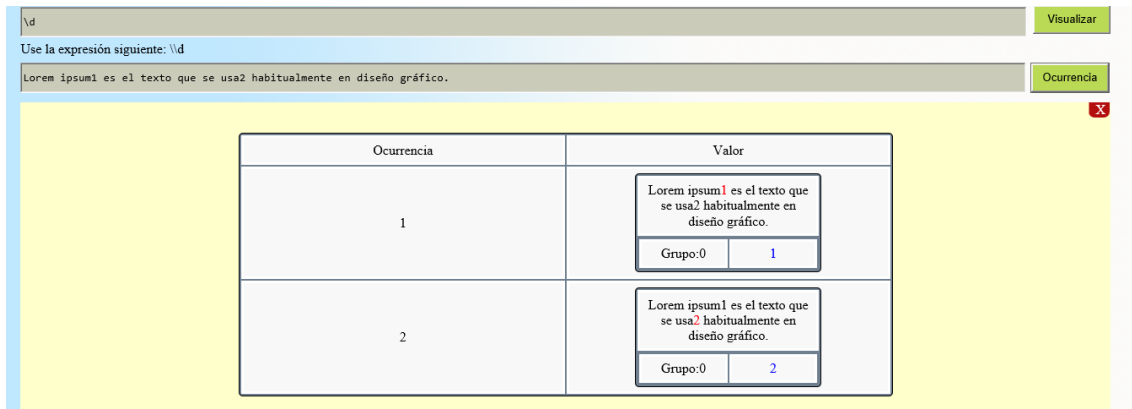 \d
Visualizar
Use la expresión siguiente: \\d
Lorem ipsum1 es el texto que se usa2 habitualmente en diseño gráfico.
Ocurrencia
X
Ocurrencia
Valor
1
Lorem ipsum1 es el texto que
se usa2 habitualmente en
diseño gráfico.
Grupo:0
1
2
Lorem ipsum1 es el texto que
se usa2 habitualmente en
diseño gráfico.
Grupo:0
2